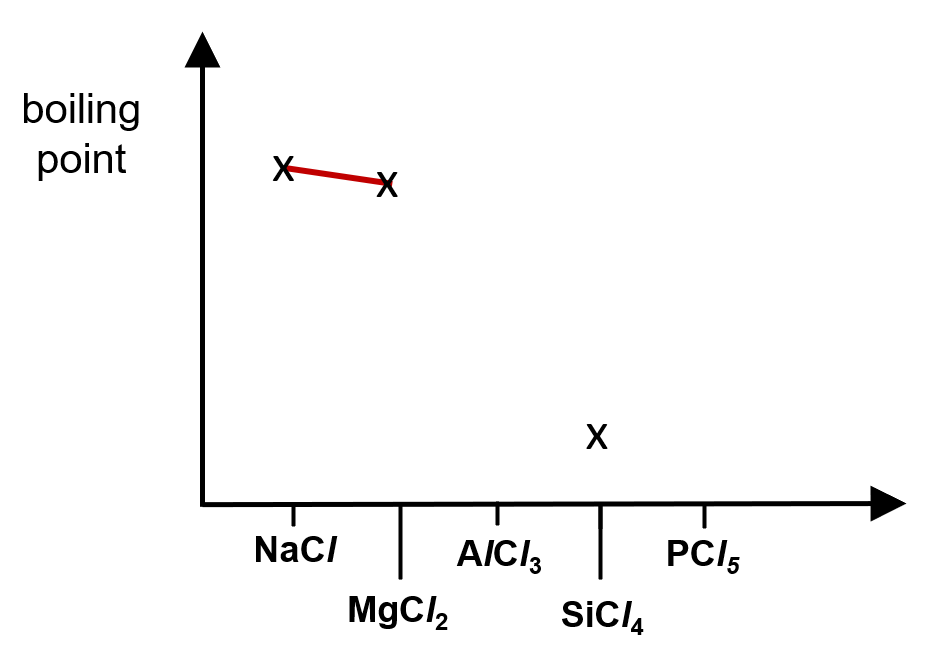 boiling
point
X
X
X
NaCl
MgCl₂
AlCl₃
SiCl₄
PCl₅